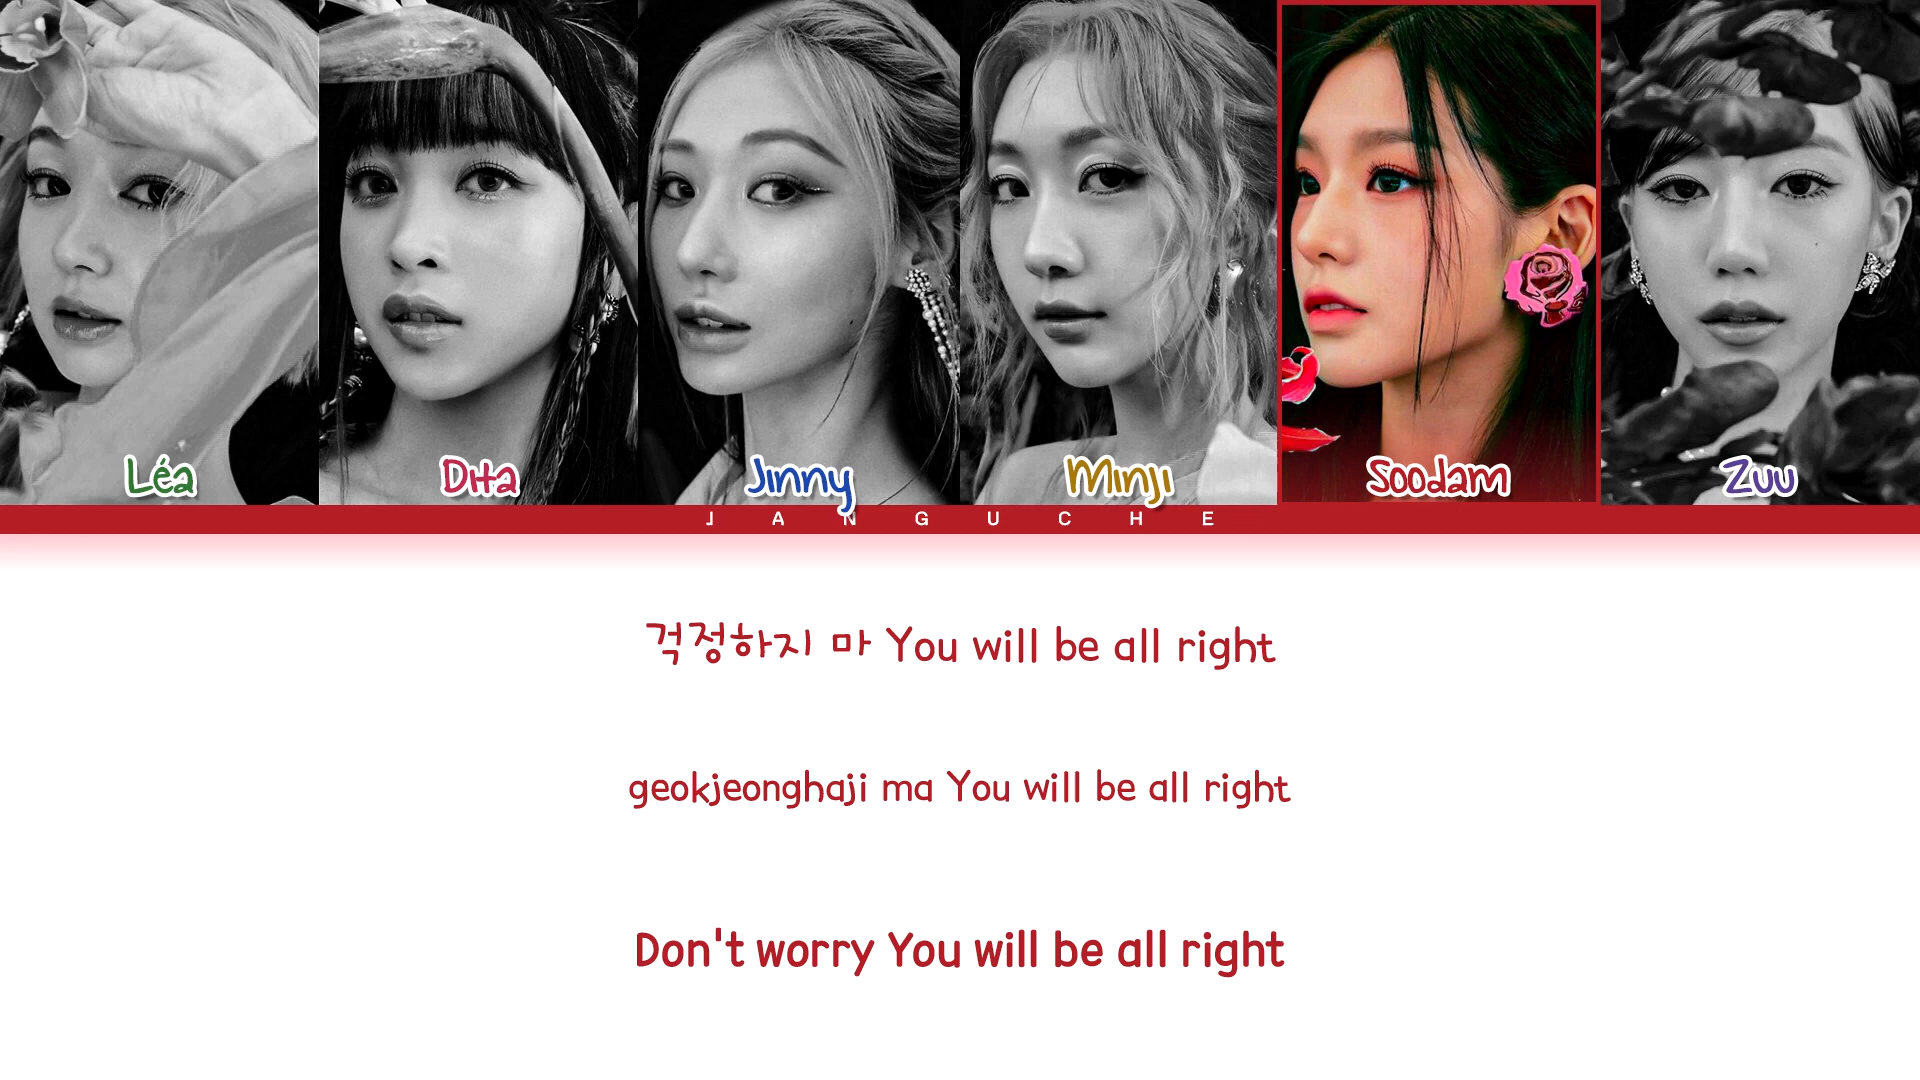 Léa Dita Jinny Minji Soodam Zuu
JANGUCHE
걱정하지 마 You will be all right
geokjeonghaji ma You will be all right
Don't worry You will be all right